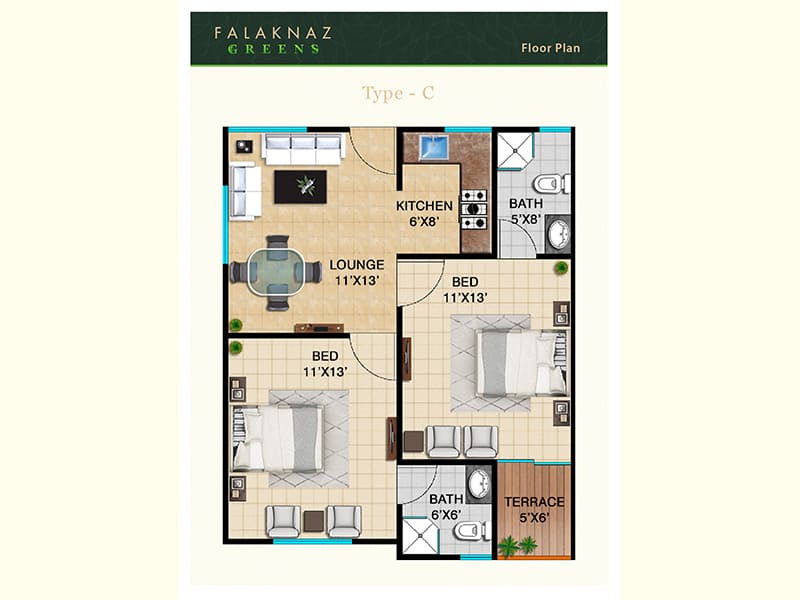 FALAKNAZ
GREENS
Floor Plan
Type - C
KITCHEN
6'X8'
BATH
5'X8'
LOUNGE
11'X13'
BED
11'X13'
BED
11'X13'
BATH
6'X6'
TERRACE
5'X6'